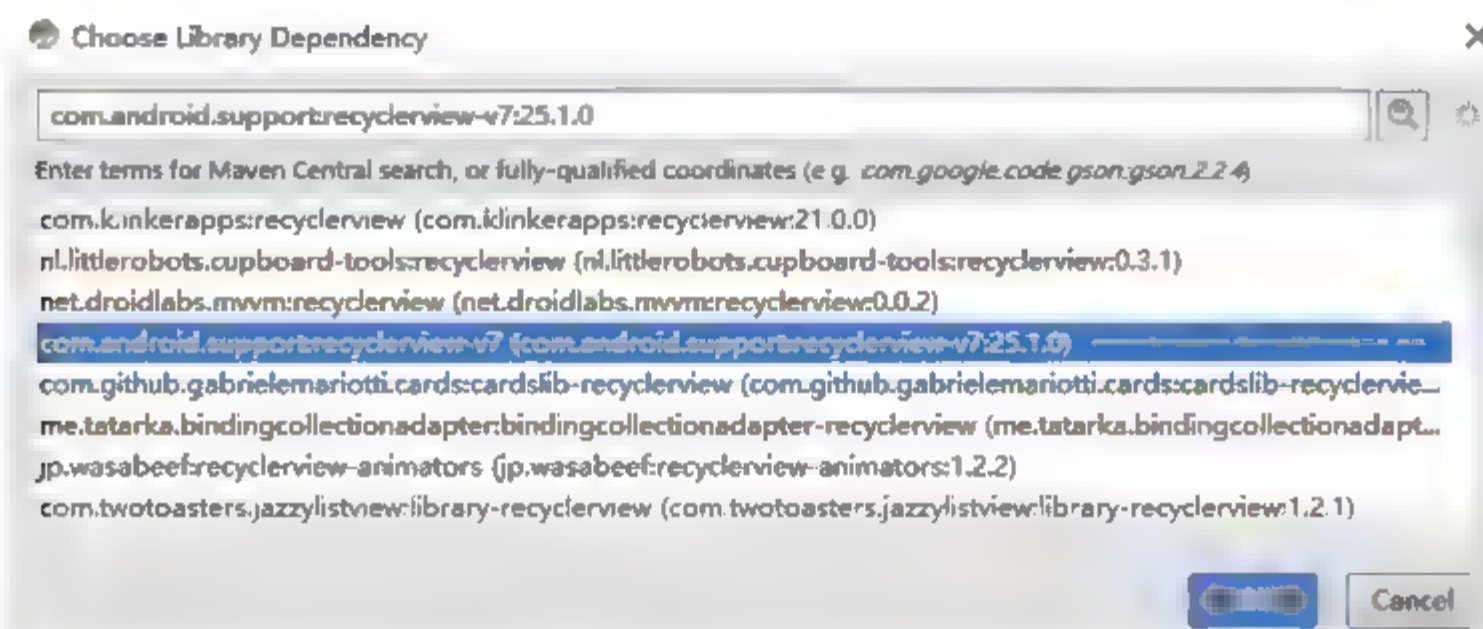 Choose Library Dependency
com.android.support:recyclerview-v7:25.1.0
Enter terms for Maven Central search, or fully-qualified coordinates (e.g. com.google.code.gson:gson:2.2.4)
com.klinkerapps:recyclerview (com.klinkerapps:recyclerview:21.0.0)
nl.littlerobots.cupboard-tools:recyclerview (nl.littlerobots.cupboard-tools:recyclerview:0.3.1)
net.droidlabs.mvvm:recyclerview (net.droidlabs.mvvm:recyclerview:0.0.2)
com.android.support:recyclerview-v7 (com.android.support:recyclerview-v7:25.1.0)
com.github.gabrielemariotti.cards:cardslib-recyclerview (com.github.gabrielemariotti.cards:cardslib-recyclervie...
me.tatarka.bindingcollectionadapter:bindingcollectionadapter-recyclerview (me.tatarka.bindingcollectionadapt...
jp.wasabeef:recyclerview-animators (jp.wasabeef:recyclerview-animators:1.2.2)
com.twotoasters.jazzylistview:library-recyclerview (com.twotoasters.jazzylistview:library-recyclerview:1.2.1)
Cancel